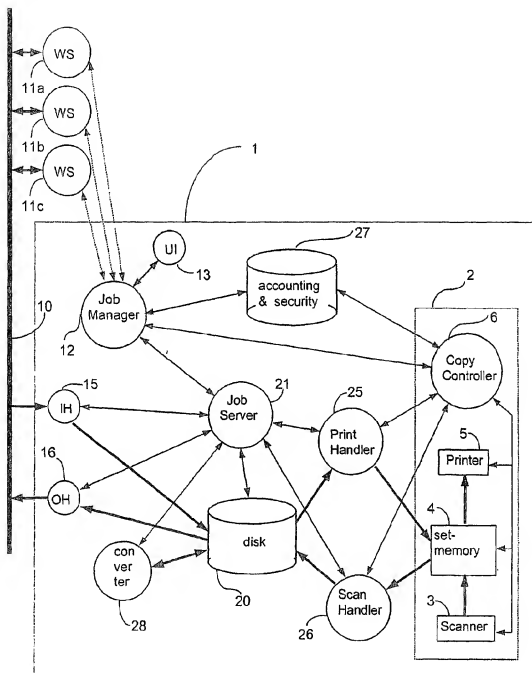 WS
11a
WS
11b
WS
11c
1
UI
13
27
accounting
& security
2
10
Job
Manager
12
6
Copy
Controller
15
IH
21
Job
Server
25
Print Handler
5
Printer
16
OH
4
set-
memory
disk
con
verter
28
20
Scan
Handler
26
3
Scanner